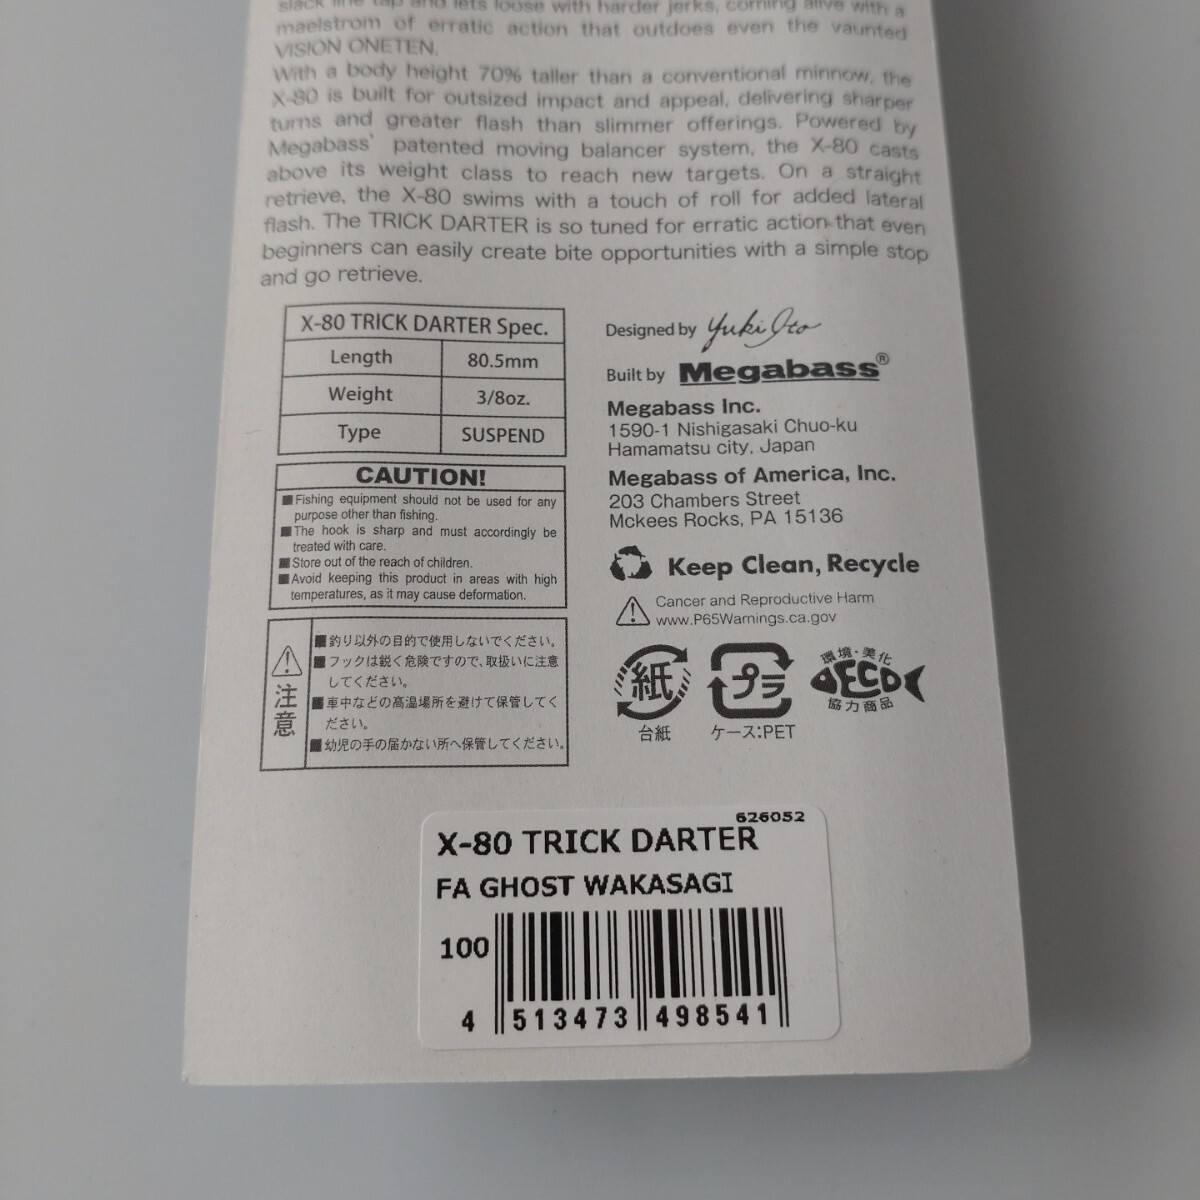 slack line tap and lets loose with harder jerks, coming alive with a
maelstrom of erratic action that outdoes even the vaunted
VISION ONETEN.
With a body height 70% taller than a conventional minnow, the
X-80 is built for outsized impact and appeal, delivering sharper
turns and greater flash than slimmer offerings. Powered by
Megabass' patented moving balancer system, the X-80 casts
above its weight class to reach new targets. On a straight
retrieve, the X-80 swims with a touch of roll for added lateral
flash. The TRICK DARTER is so tuned for erratic action that even
beginners can easily create bite opportunities with a simple stop
and go retrieve.
X-80 TRICK DARTER Spec.
Length 80.5mm
Weight 3/8oz.
Type SUSPEND
CAUTION!
■Fishing equipment should not be used for any
purpose other than fishing.
■The hook is sharp and must accordingly be
treated with care.
■Store out of the reach of children.
■Avoid keeping this product in areas with high
temperatures, as it may cause deformation.
注意
■釣り以外の目的で使用しないでください。
■フックは鋭く危険ですので、取扱いに注意
してください。
■車中などの高温場所を避けて保管してく
ださい。
■幼児の手の届かない所へ保管してください。
Designed by Yuki Ito
Built by Megabass®
Megabass Inc.
1590-1 Nishigasaki Chuo-ku
Hamamatsu city, Japan
Megabass of America, Inc.
203 Chambers Street
Mckees Rocks, PA 15136
Keep Clean, Recycle
Cancer and Reproductive Harm
www.P65Warnings.ca.gov
紙
台紙
プラ
ケース:PET
環境・美化
ECO
協力商品
626052
X-80 TRICK DARTER
FA GHOST WAKASAGI
100
4 513473 498541